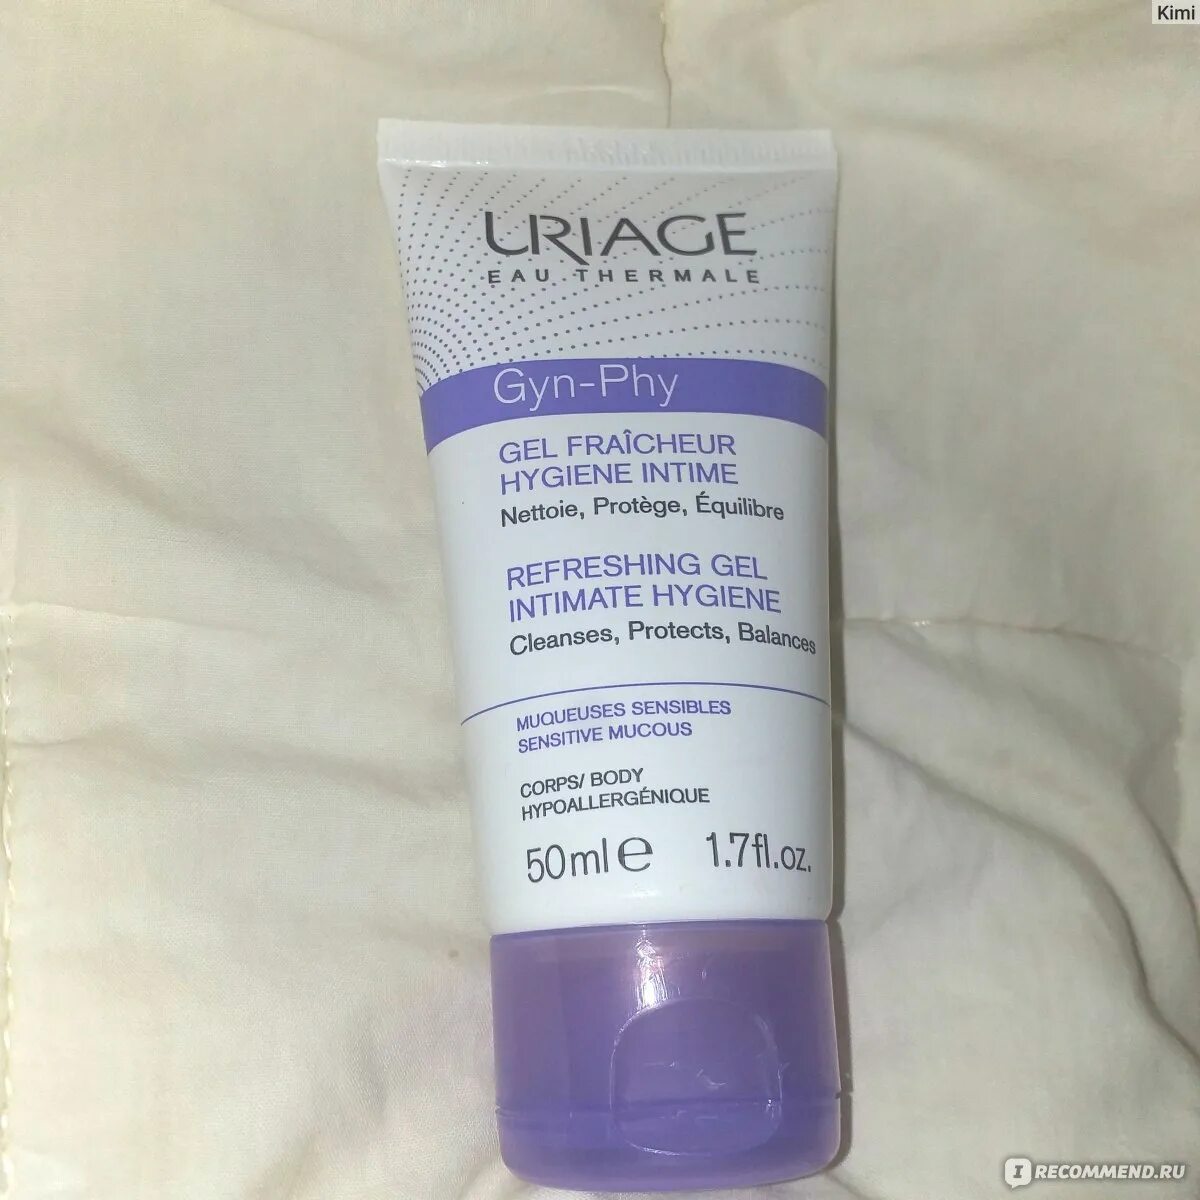 Kimi
URIAGE
EAU THERMALE
Gyn-Phy
GEL FRAÎCHEUR
HYGIENE INTIME
Nettoie, Protège, Équilibre
REFRESHING GEL
INTIMATE HYGIENE
Cleanses, Protects, Balances
MUQUEUSES SENSIBLES
SENSITIVE MUCOUS
CORPS/ BODY
HYPOALLERGÉNIQUE
50ml℮ 1.7fl.oz.
IRECOMMEND.RU